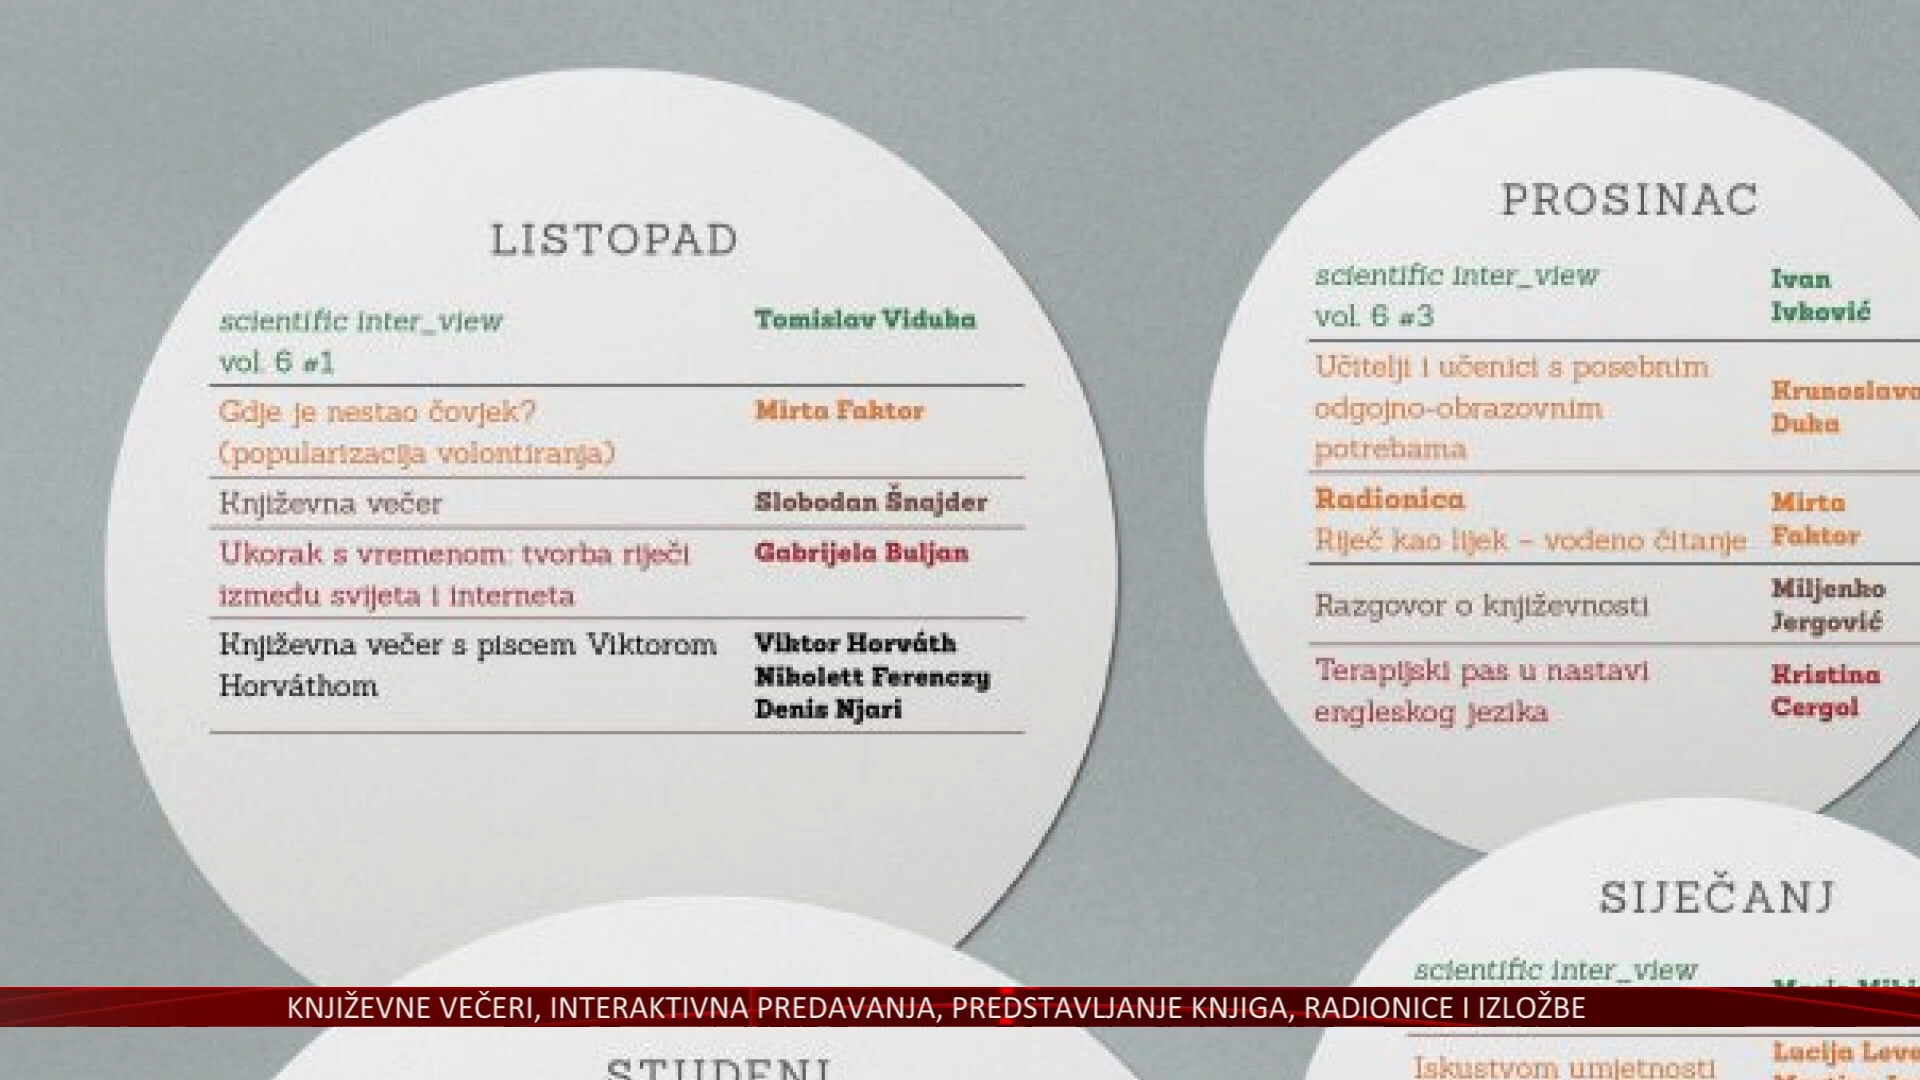 LISTOPAD
scientific inter_view
vol. 6 #1
Tomislav Viduka
Gdje je nestao čovjek?
(popularizacija volontiranja)
Mirta Faktor
Književna večer
Slobodan Šnajder
Ukorak s vremenom: tvorba riječi
između svijeta i interneta
Gabrijela Buljan
Književna večer s piscem Viktorom
Horváthom
Viktor Horváth
Nikolett Ferenczy
Denis Njari
PROSINAC
scientific inter_view
vol. 6 #3
Ivan
Ivković
Učitelji i učenici s posebnim
odgojno-obrazovnim
potrebama
Krunoslava
Duka
Radionica
Riječ kao lijek – vođeno čitanje
Mirta
Faktor
Razgovor o književnosti
Miljenko
Jergović
Terapijski pas u nastavi
engleskog jezika
Kristina
Cergol
SIJEČANJ
scientific inter_view
KNJIŽEVNE VEČERI, INTERAKTIVNA PREDAVANJA, PREDSTAVLJANJE KNJIGA, RADIONICE I IZLOŽBE
STUDENI
Iskustvom umjetnosti
Lucija